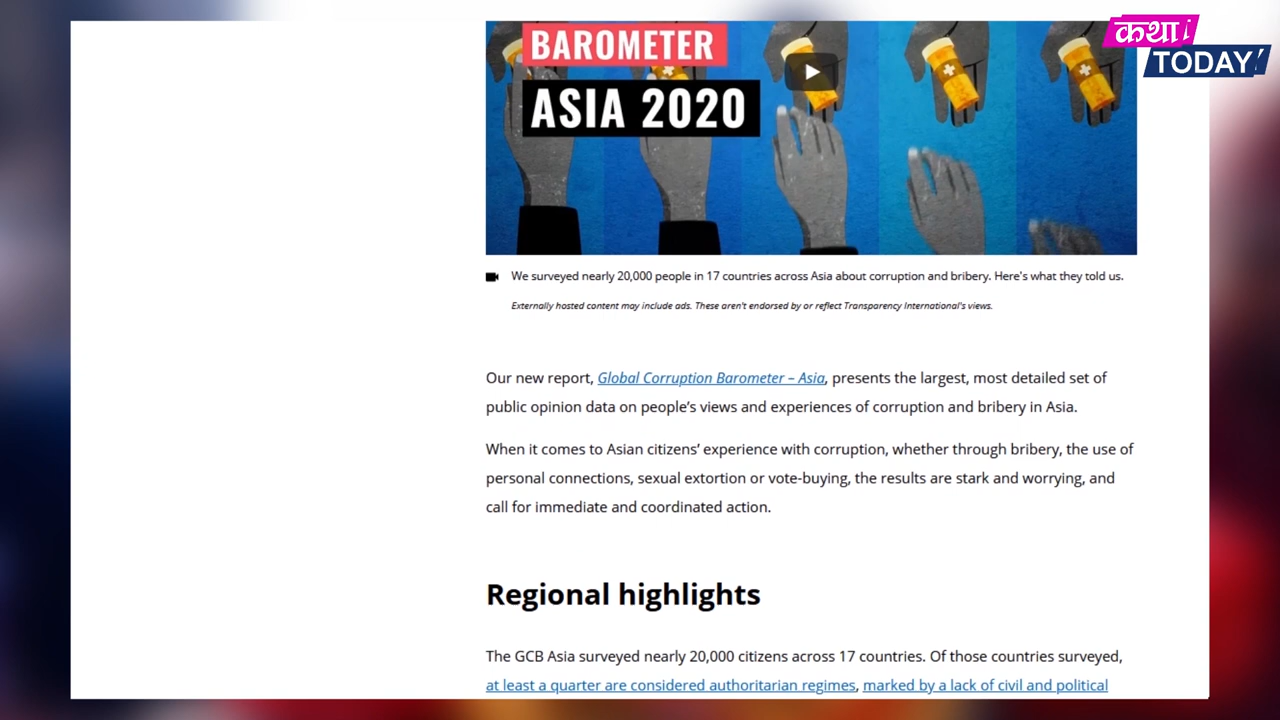 कथा
TODAY
BAROMETER
ASIA 2020
We surveyed nearly 20,000 people in 17 countries across Asia about corruption and bribery. Here's what they told us.
Externally hosted content may include ads. These aren't endorsed by or reflect Transparency International's views.
Our new report, Global Corruption Barometer – Asia, presents the largest, most detailed set of
public opinion data on people’s views and experiences of corruption and bribery in Asia.
When it comes to Asian citizens’ experience with corruption, whether through bribery, the use of
personal connections, sexual extortion or vote-buying, the results are stark and worrying, and
call for immediate and coordinated action.
Regional highlights
The GCB Asia surveyed nearly 20,000 citizens across 17 countries. Of those countries surveyed,
at least a quarter are considered authoritarian regimes, marked by a lack of civil and political